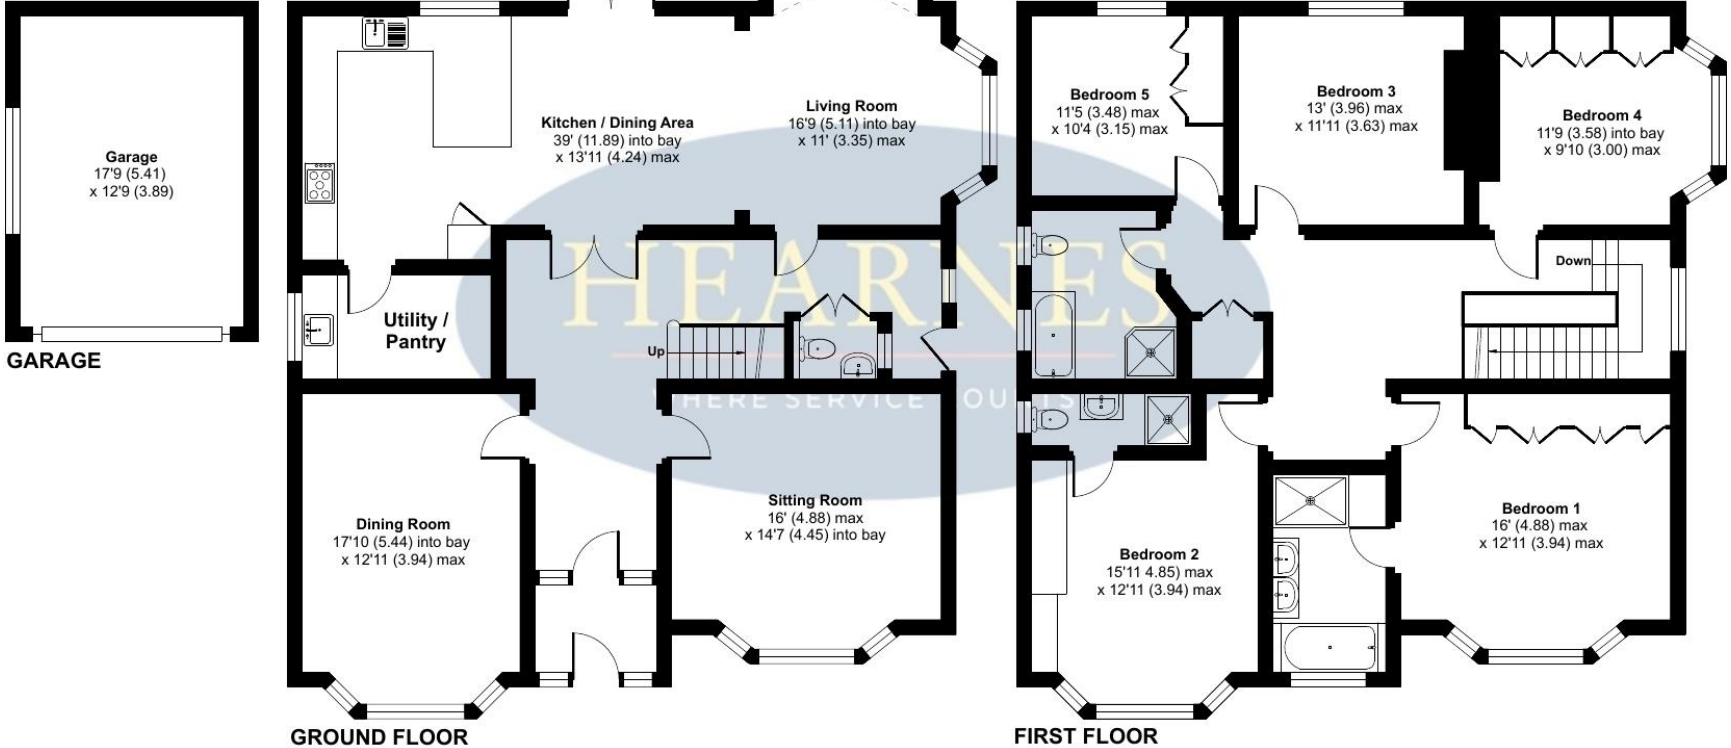 Garage
17'9 (5.41)
x 12'9 (3.89)
GARAGE
Kitchen / Dining Area
39' (11.89) into bay
x 13'11 (4.24) max
Living Room
16'9 (5.11) into bay
x 11' (3.35) max
Utility /
Pantry
Up
Dining Room
17'10 (5.44) into bay
x 12'11 (3.94) max
Sitting Room
16' (4.88) max
x 14'7 (4.45) into bay
GROUND FLOOR
Bedroom 5
11'5 (3.48) max
x 10'4 (3.15) max
Bedroom 3
13' (3.96) max
x 11'11 (3.63) max
Bedroom 4
11'9 (3.58) into bay
x 9'10 (3.00) max
Down
Bedroom 2
15'11 4.85) max
x 12'11 (3.94) max
Bedroom 1
16' (4.88) max
x 12'11 (3.94) max
FIRST FLOOR
HEARNES
WHERE SERVICE COUNTS